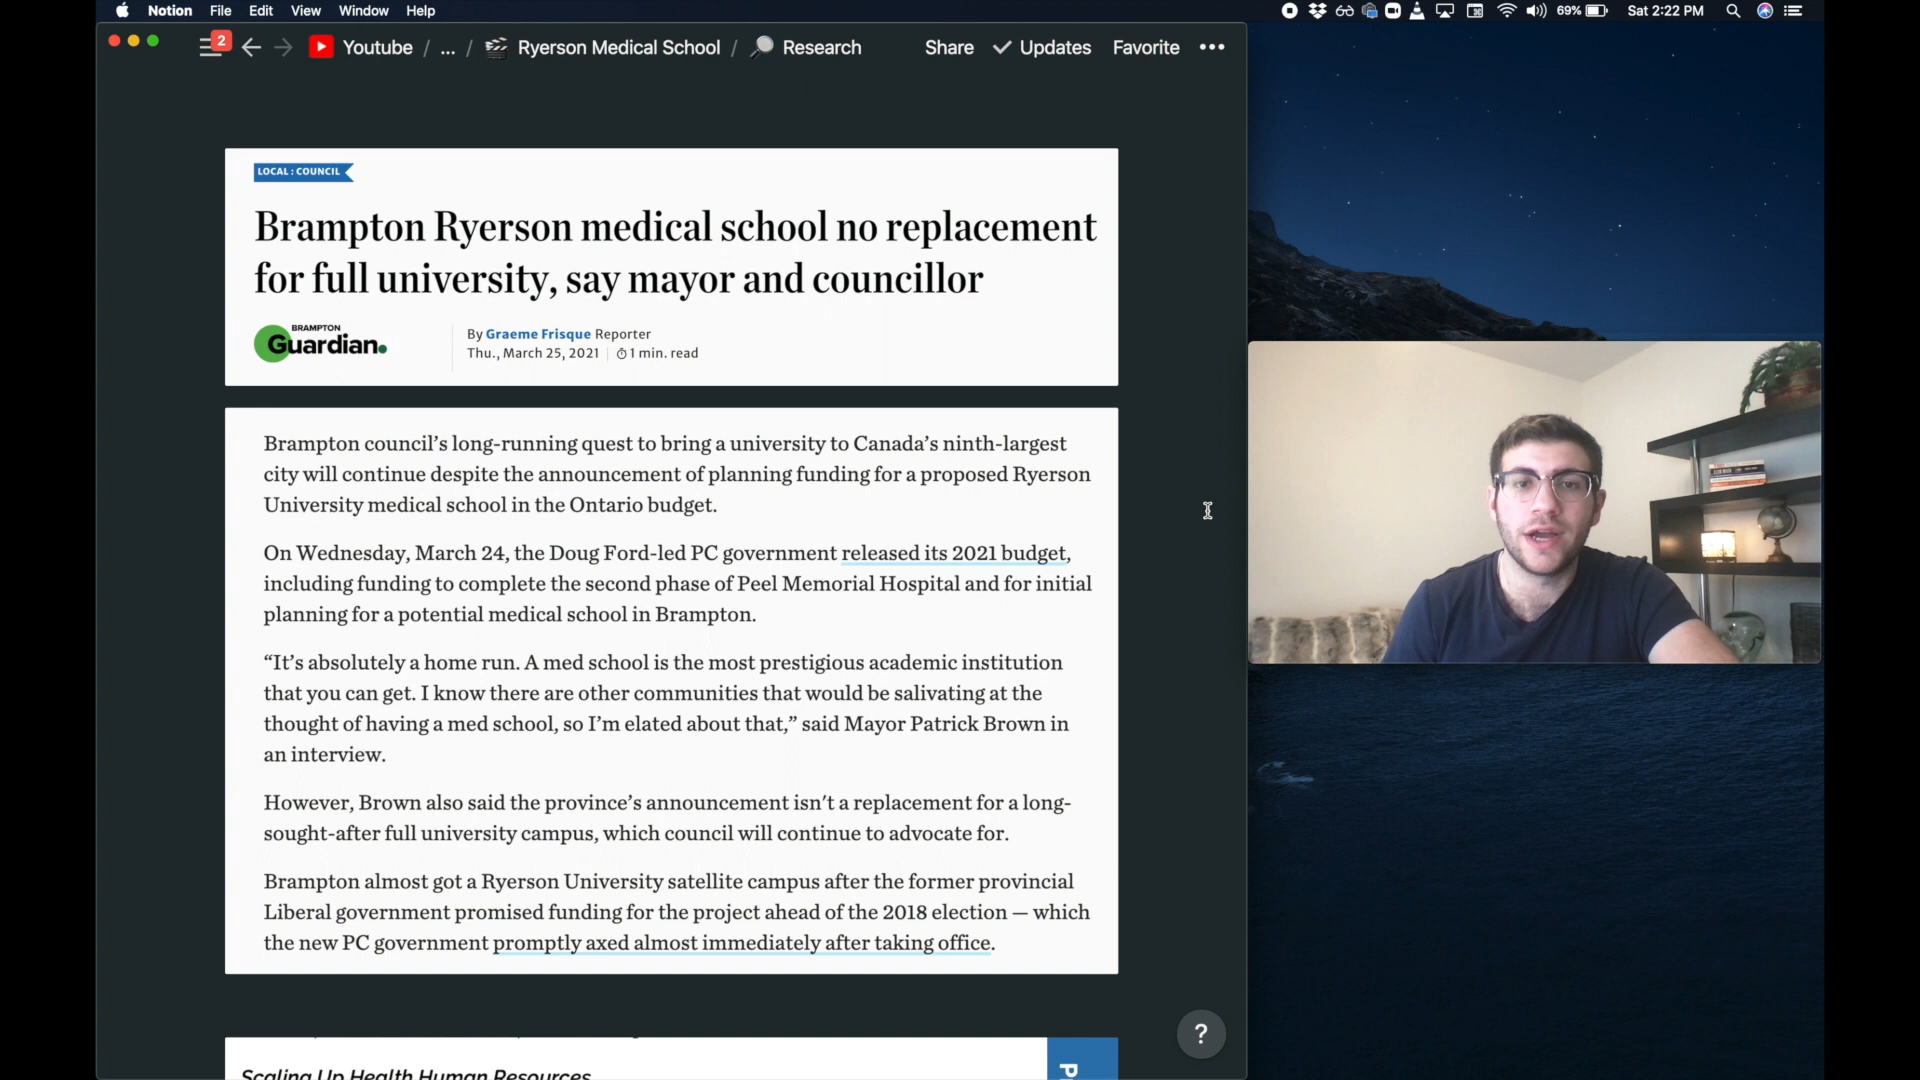 Notion File Edit View Window Help 69% Sat 2:22 PM
2 Youtube / ... / Ryerson Medical School / Research Share Updates Favorite •••
LOCAL : COUNCIL
Brampton Ryerson medical school no replacement
for full university, say mayor and councillor
BRAMPTON
Guardian.
By Graeme Frisque Reporter
Thu., March 25, 2021 1 min. read
Brampton council’s long-running quest to bring a university to Canada’s ninth-largest
city will continue despite the announcement of planning funding for a proposed Ryerson
University medical school in the Ontario budget.
On Wednesday, March 24, the Doug Ford-led PC government released its 2021 budget,
including funding to complete the second phase of Peel Memorial Hospital and for initial
planning for a potential medical school in Brampton.
“It’s absolutely a home run. A med school is the most prestigious academic institution
that you can get. I know there are other communities that would be salivating at the
thought of having a med school, so I’m elated about that,” said Mayor Patrick Brown in
an interview.
However, Brown also said the province’s announcement isn't a replacement for a long-
sought-after full university campus, which council will continue to advocate for.
Brampton almost got a Ryerson University satellite campus after the former provincial
Liberal government promised funding for the project ahead of the 2018 election — which
the new PC government promptly axed almost immediately after taking office.
?
Scaling Up Health Human Resources